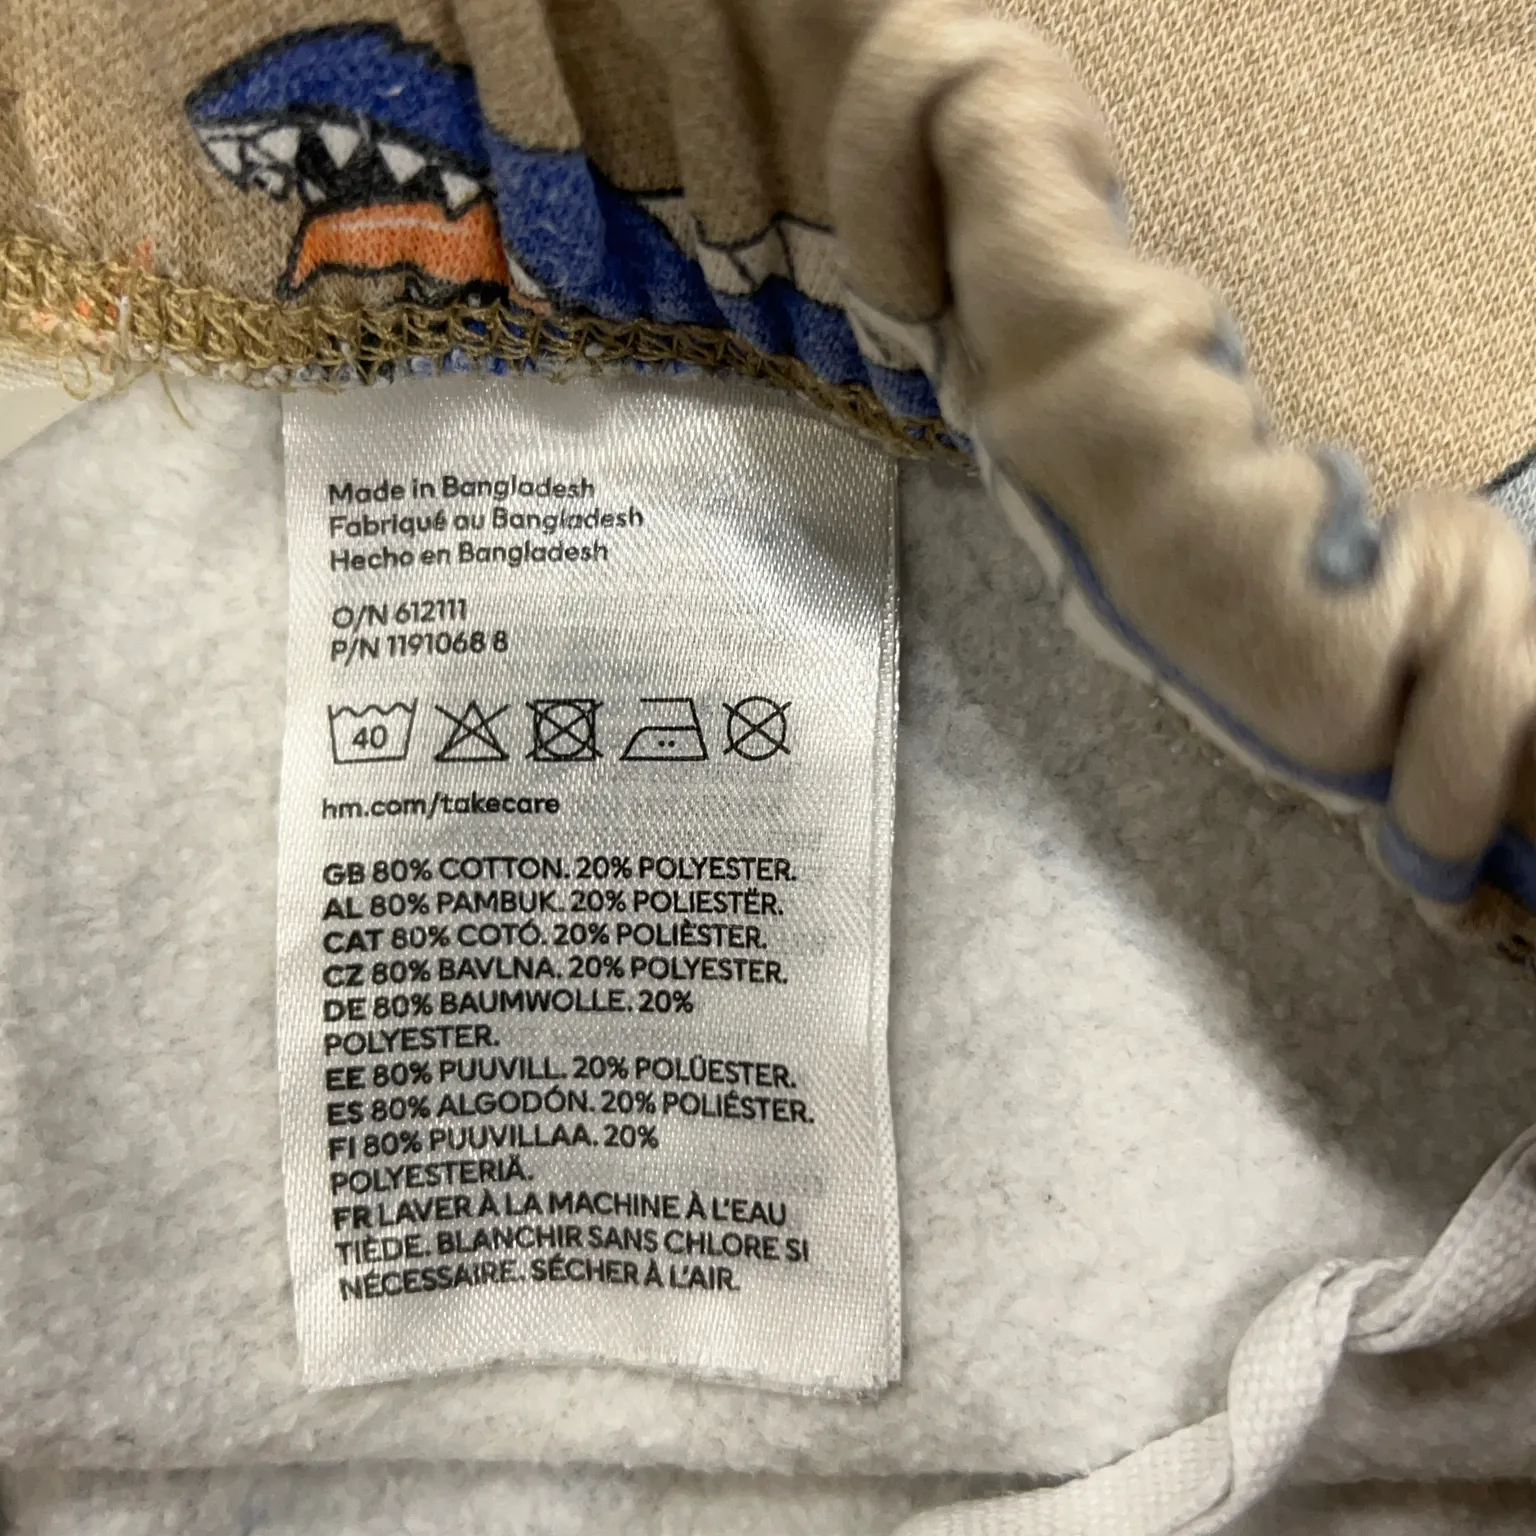 Made in Bangladesh
Fabriqué au Bangladesh
Hecho en Bangladesh
O/N 612111
P/N 1191068 8
40
hm.com/takecare
GB 80% COTTON. 20% POLYESTER.
AL 80% PAMBUK. 20% POLIESTËR.
CAT 80% COTÓ. 20% POLIÈSTER.
CZ 80% BAVLNA. 20% POLYESTER.
DE 80% BAUMWOLLE. 20%
POLYESTER.
EE 80% PUUVILL. 20% POLÜESTER.
ES 80% ALGODÓN. 20% POLIÉSTER.
FI 80% PUUVILLAA. 20%
POLYESTERIÄ.
FR LAVER À LA MACHINE À L'EAU
TIÈDE. BLANCHIR SANS CHLORE SI
NÉCESSAIRE. SÉCHER À L'AIR.